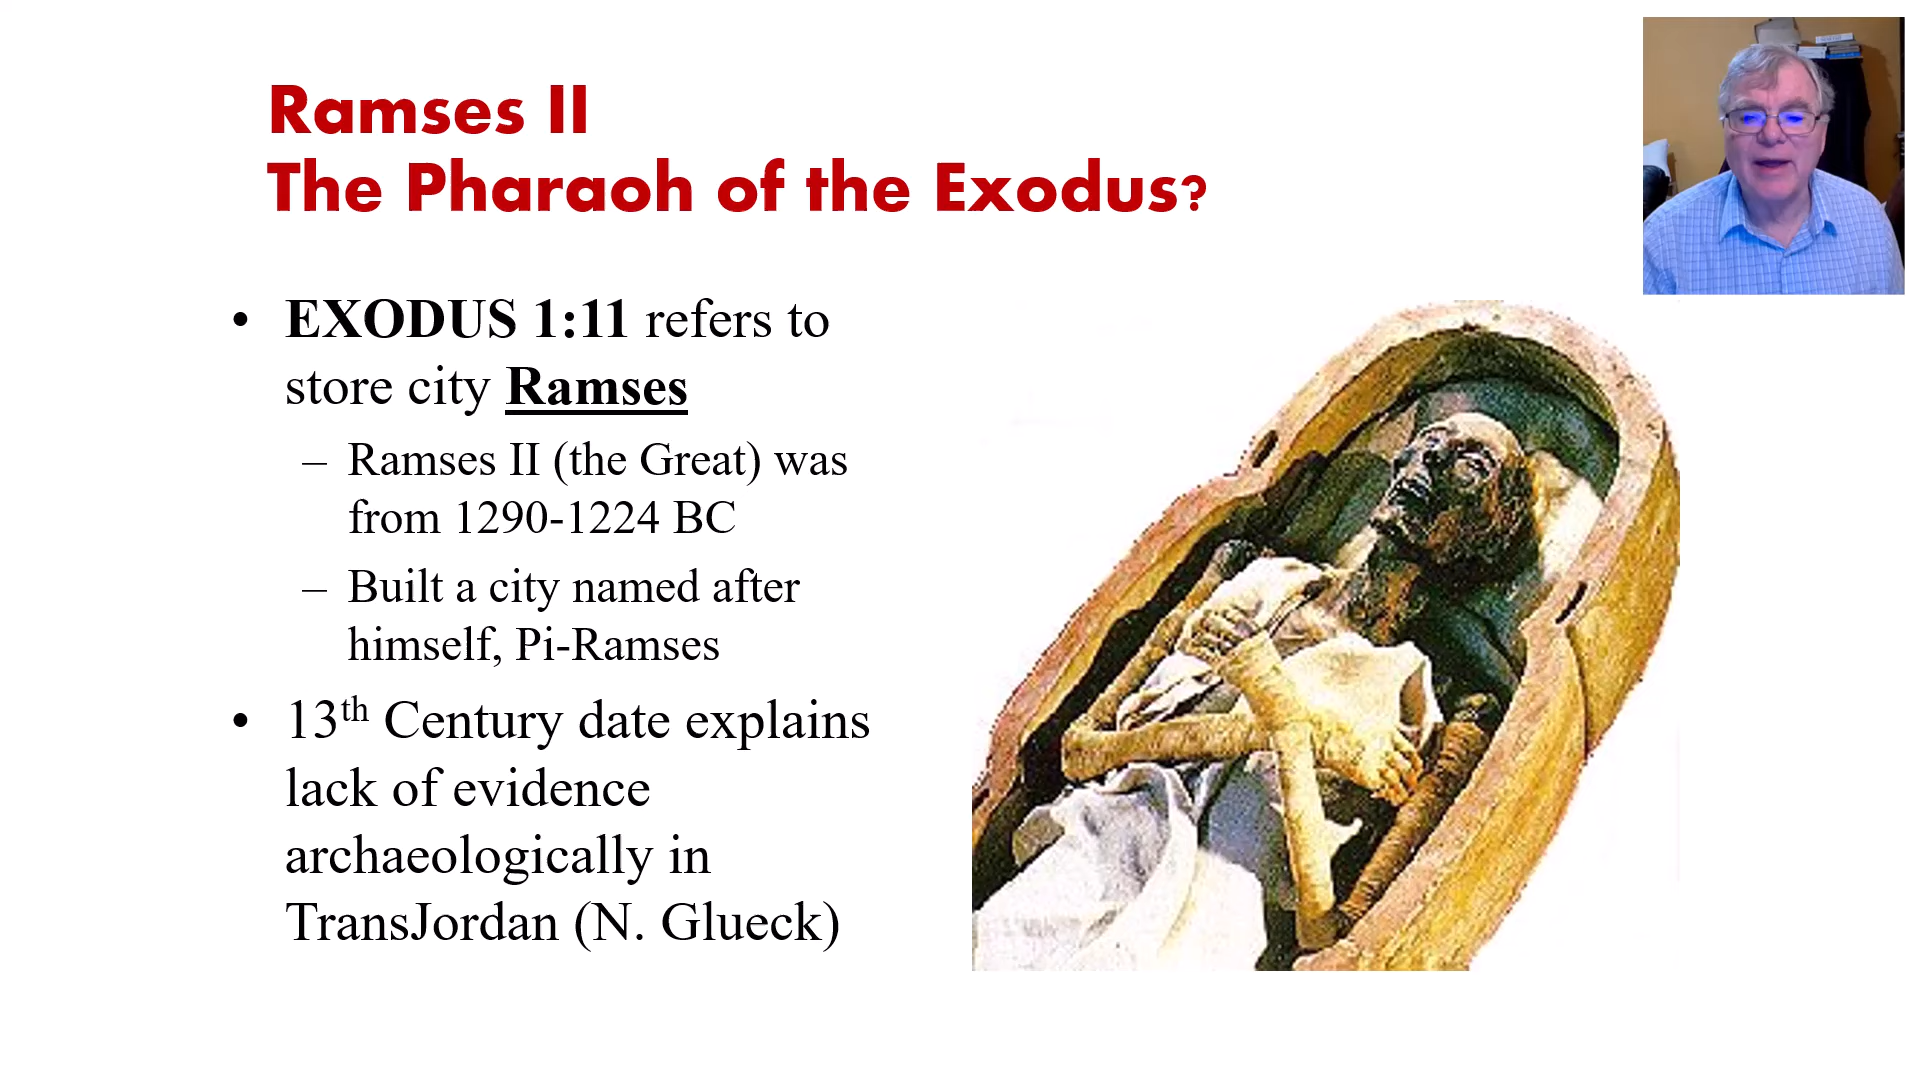 Ramses II
The Pharaoh of the Exodus?
• EXODUS 1:11 refers to
store city Ramses
– Ramses II (the Great) was
from 1290-1224 BC
– Built a city named after
himself, Pi-Ramses
• 13th Century date explains
lack of evidence
archaeologically in
TransJordan (N. Glueck)